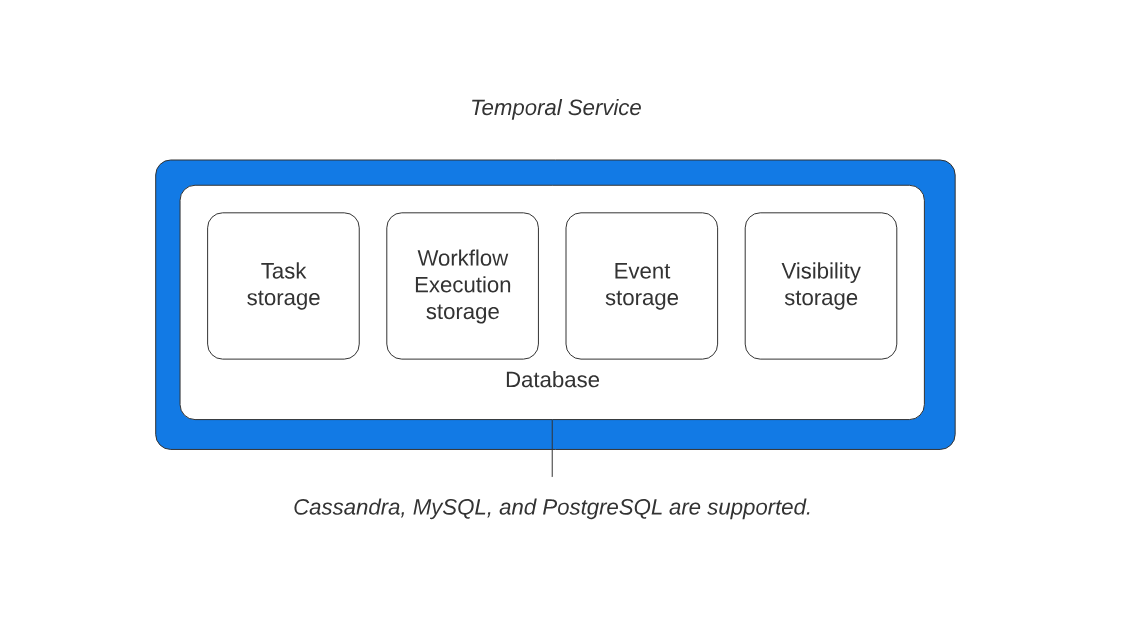 Temporal Service
Task
storage
Workflow
Execution
storage
Event
storage
Visibility
storage
Database
Cassandra, MySQL, and PostgreSQL are supported.